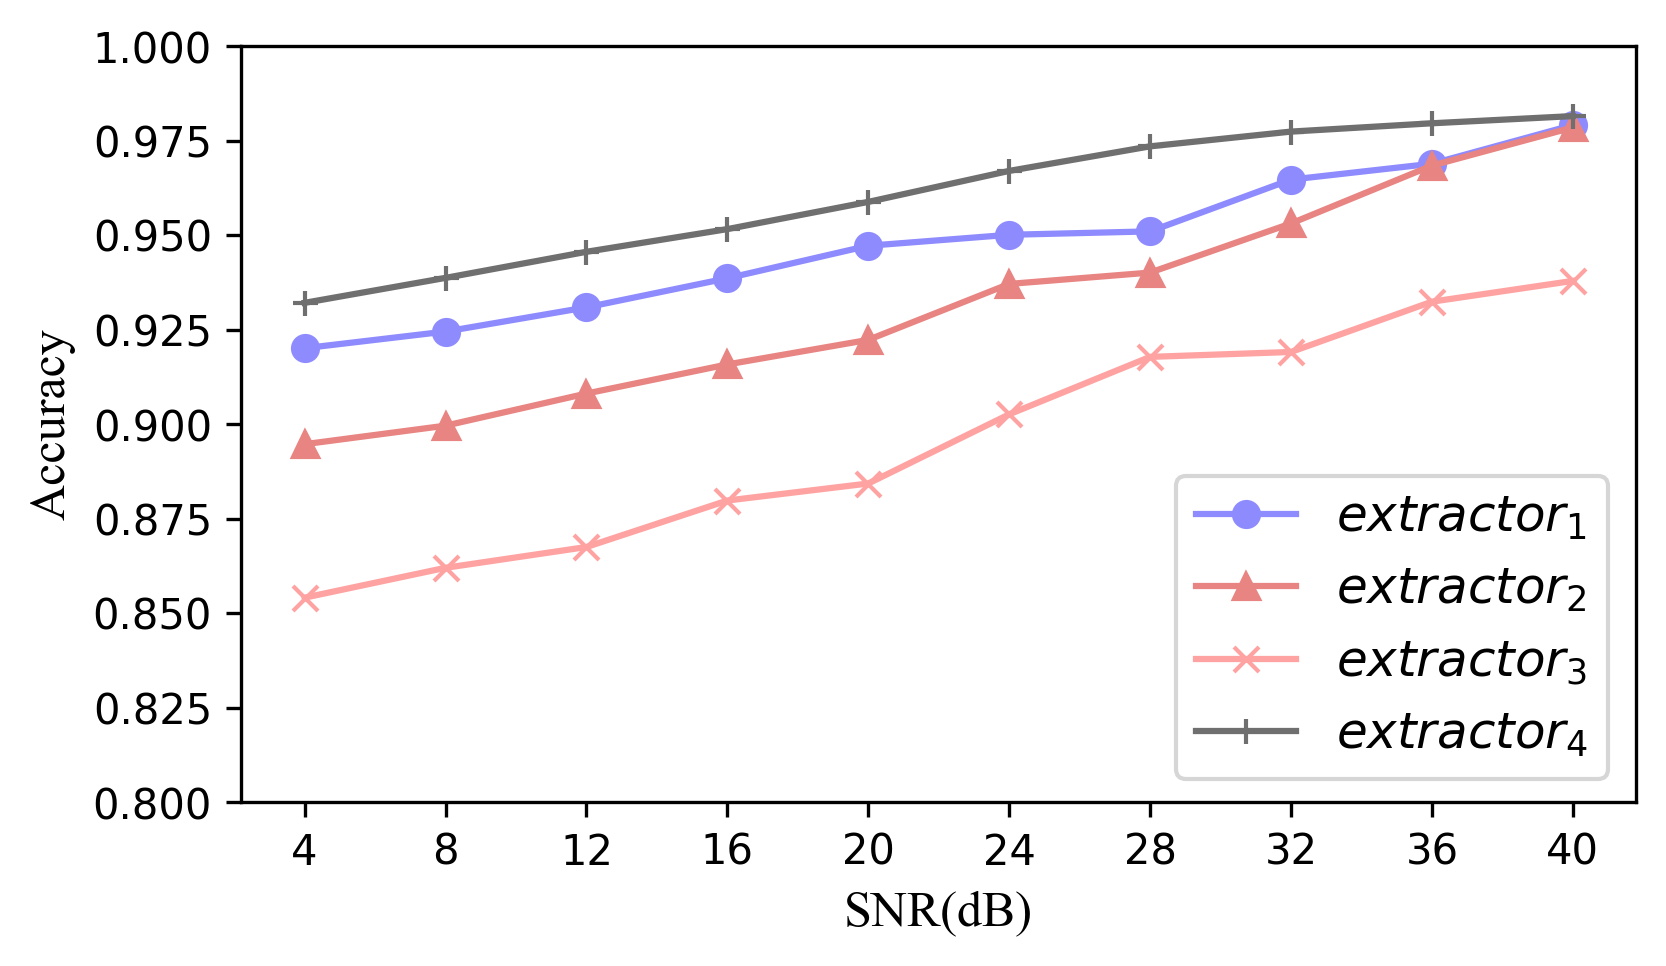 1.000
0.975
0.950
0.925
0.900
0.875
0.850
0.825
0.800
Accuracy
4 8 12 16 20 24 28 32 36 40
SNR(dB)
extractor₁
extractor₂
extractor₃
extractor₄